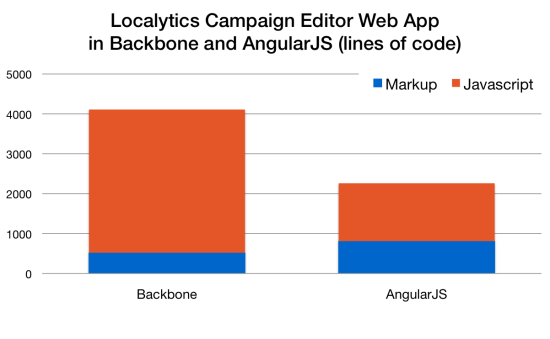 Localytics Campaign Editor Web App
in Backbone and AngularJS (lines of code)
5000
Markup Javascript
4000
3000
2000
1000
0
Backbone AngularJS